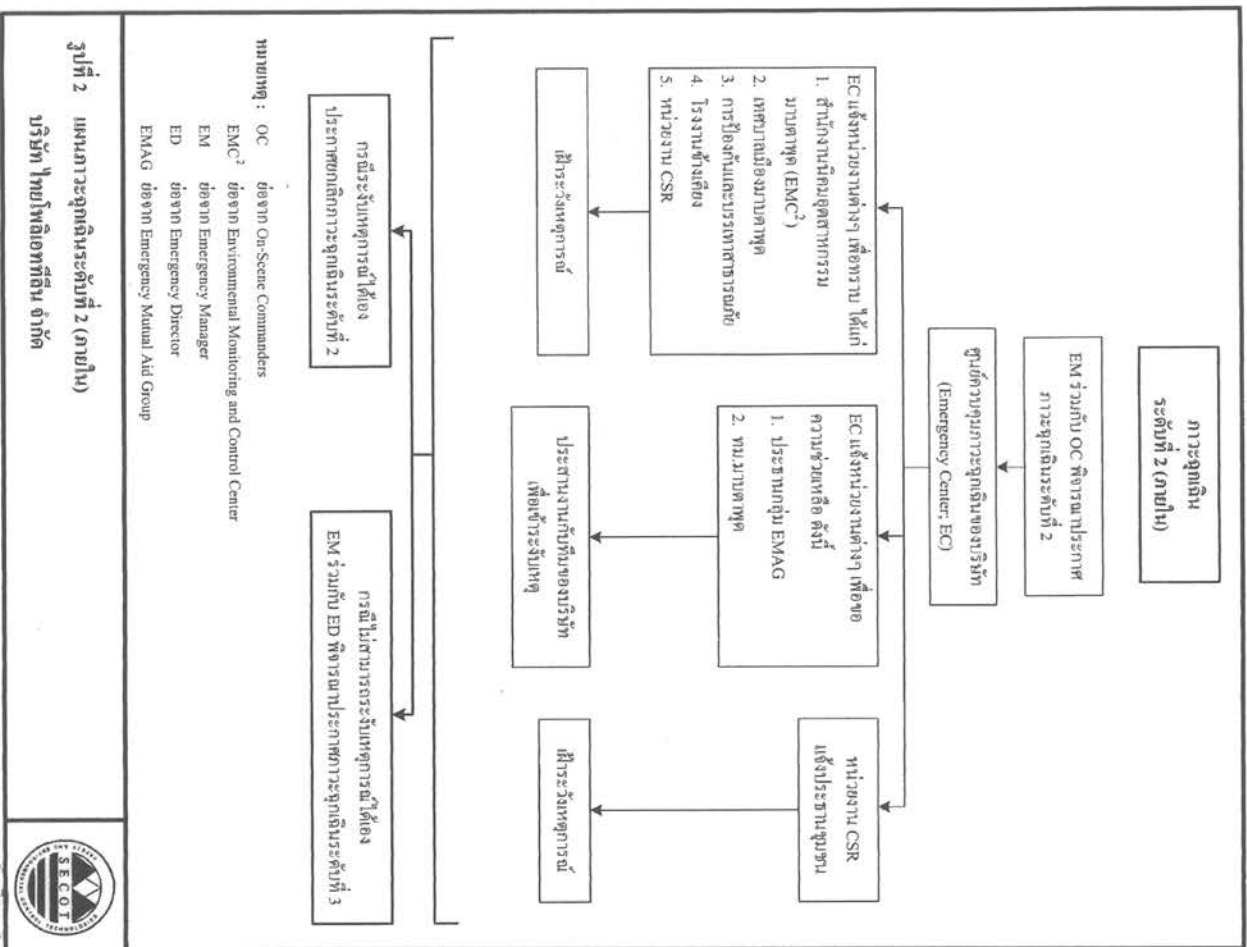 ภาวะฉุกเฉิน
ระดับที่ 2 (ภายใน)
EM ร่วมกับ OC พิจารณาประกาศ
ภาวะฉุกเฉินระดับที่ 2
ศูนย์ควบคุมภาวะฉุกเฉินของบริษัท
(Emergency Center; EC)
EC แจ้งหน่วยงานต่างๆ เพื่อทราบ ได้แก่
1. สำนักงานนิคมอุตสาหกรรม
มาบตาพุด (EMC²)
2. เทศบาลเมืองมาบตาพุด
3. การป้องกันและบรรเทาสาธารณภัย
4. โรงงานข้างเคียง
5. หน่วยงาน CSR
EC แจ้งหน่วยงานต่างๆ เพื่อขอ
ความช่วยเหลือ ดังนี้
1. ประธานกลุ่ม EMAG
2. ทม.มาบตาพุด
หน่วยงาน CSR
แจ้งประธานชุมชน
เฝ้าระวังเหตุการณ์
ประสานงานกับทีมของบริษัท
เพื่อเข้าระงับเหตุ
เฝ้าระวังเหตุการณ์
กรณีระงับเหตุการณ์ได้เอง
ประกาศยกเลิกภาวะฉุกเฉินระดับที่ 2
กรณีไม่สามารถระงับเหตุการณ์ได้เอง
EM ร่วมกับ ED พิจารณาประกาศภาวะฉุกเฉินระดับที่ 3
หมายเหตุ : OC ย่อจาก On-Scene Commanders
EMC² ย่อจาก Environmental Monitoring and Control Center
EM ย่อจาก Emergency Manager
ED ย่อจาก Emergency Director
EMAG ย่อจาก Emergency Mutual Aid Group
รูปที่ 2 แผนภาวะฉุกเฉินระดับที่ 2 (ภายใน)
บริษัท ไทยโพลิเอททีลีน จำกัด
SECOT